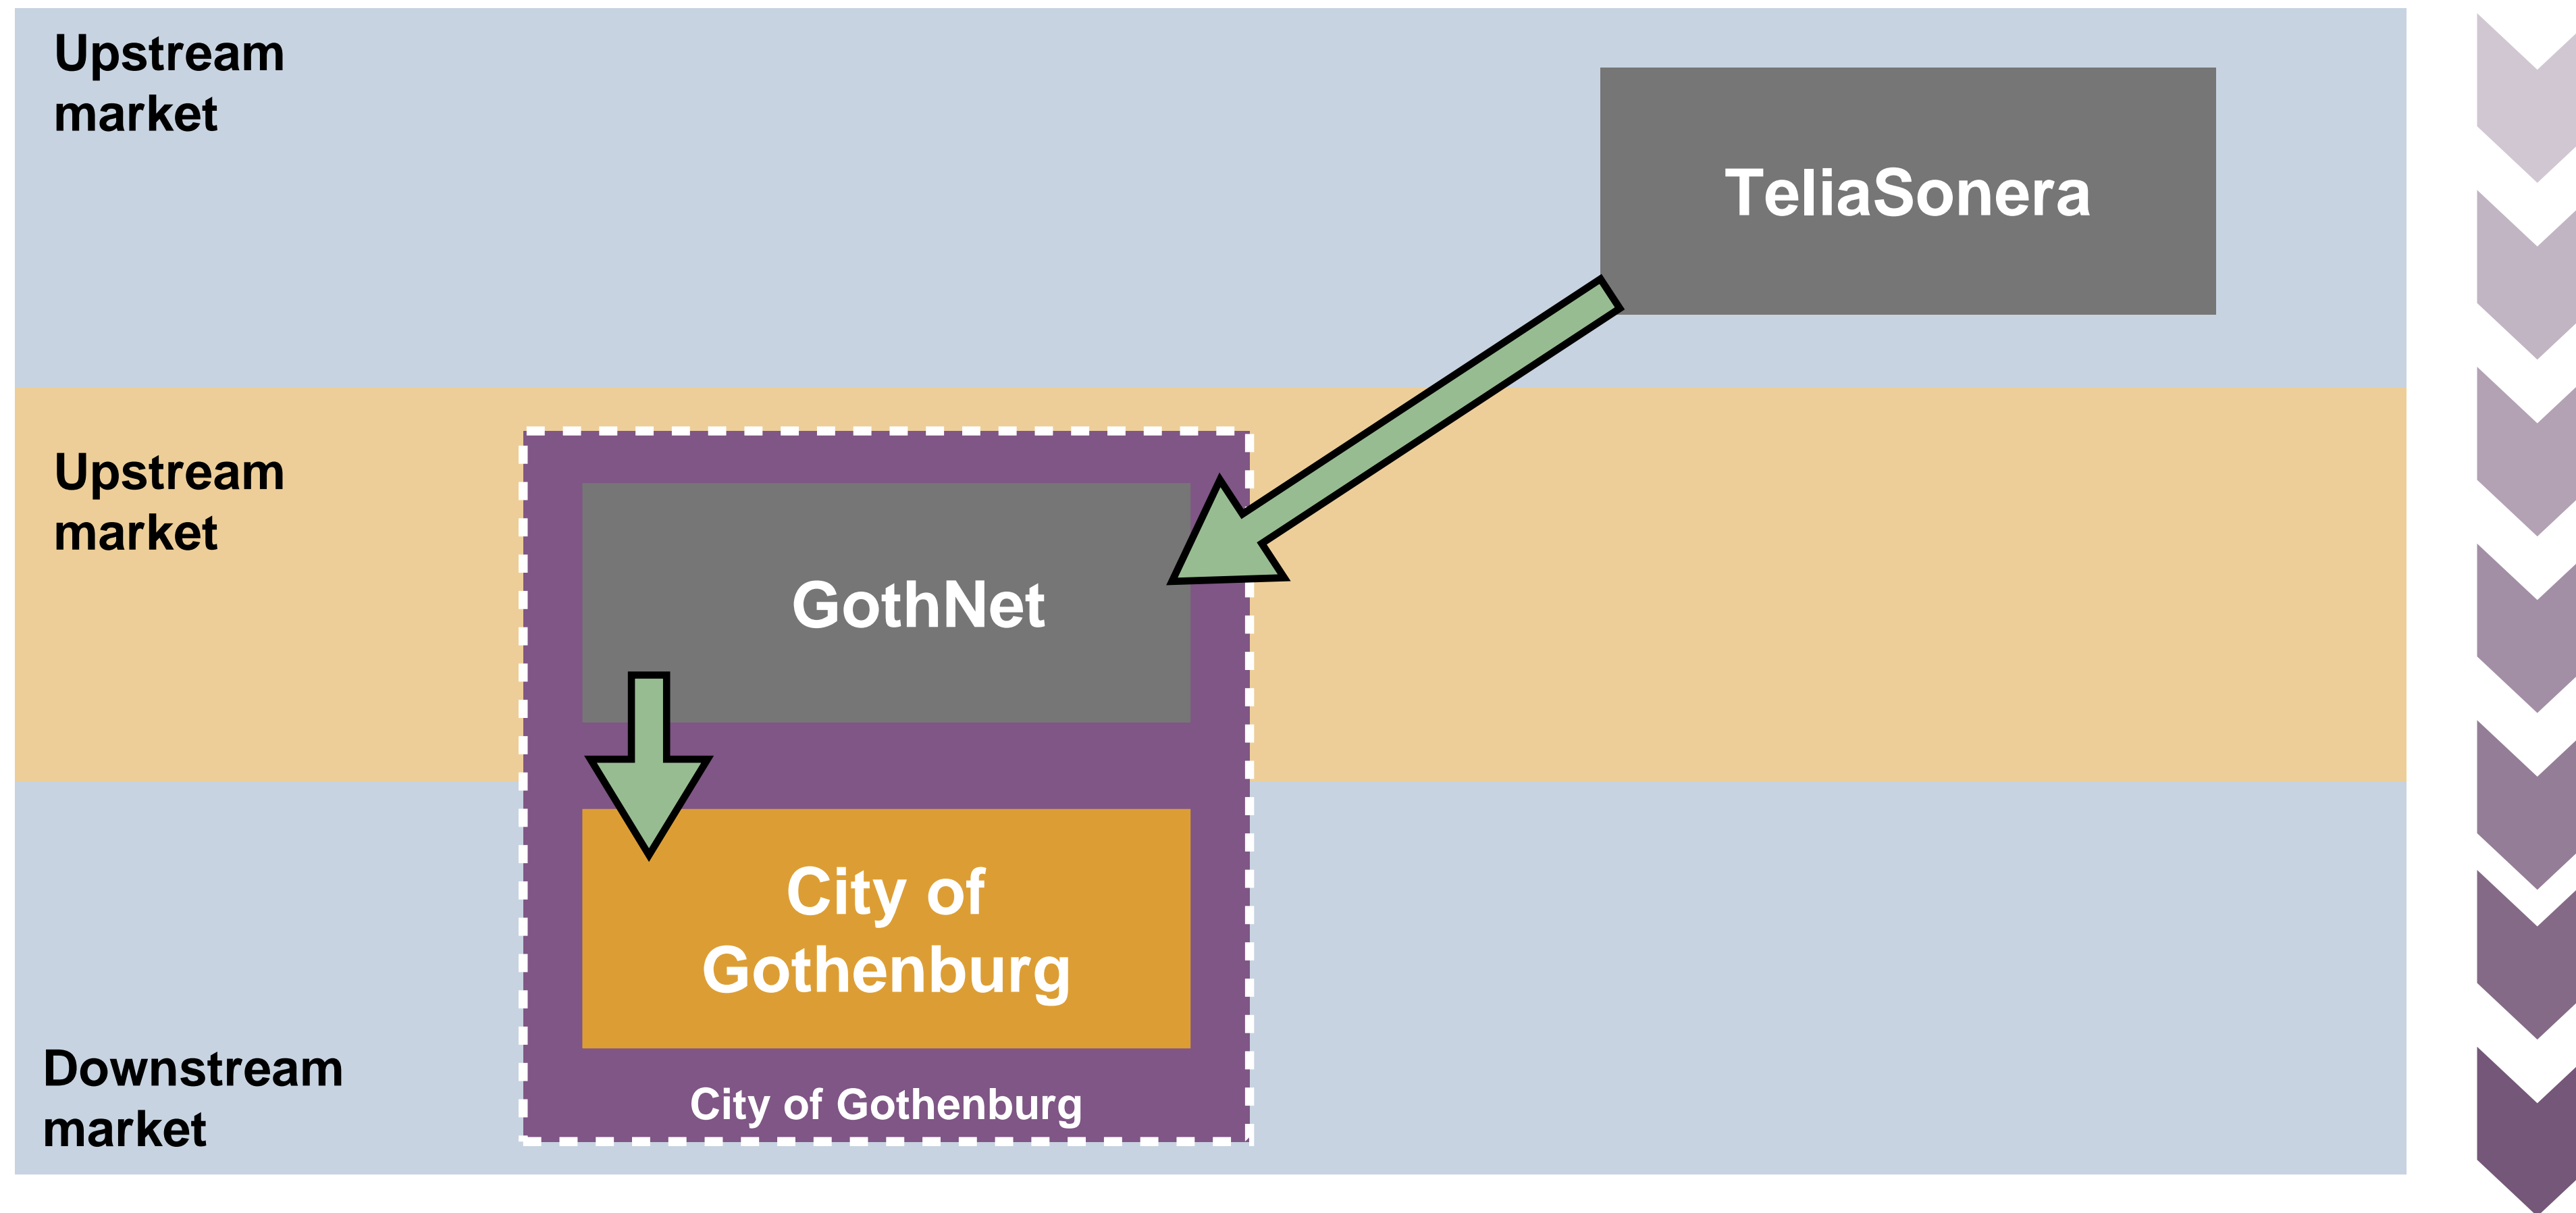 Upstream
market
TeliaSonera
Upstream
market
GothNet
City of
Gothenburg
Downstream
market
City of Gothenburg